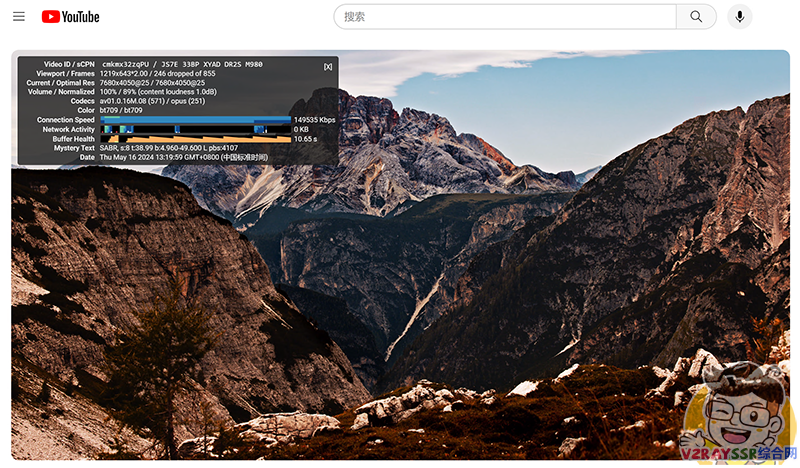 YouTube
搜索
Video ID / sCPN cmkmx32zqPU / JS7E 33BP XYAD DR2S M980
[X]
Viewport / Frames 1219x643*2.00 / 246 dropped of 855
Current / Optimal Res 7680x4050@25 / 7680x4050@25
Volume / Normalized 100% / 89% (content loudness 1.0dB)
Codecs av01.0.16M.08 (571) / opus (251)
Color bt709 / bt709
Connection Speed 149535 Kbps
Network Activity 0 KB
Buffer Health 10.65 s
Mystery Text SABR, s:8 t:38.99 b:4.960-49.600 L pbs:4107
Date Thu May 16 2024 13:19:59 GMT+0800 (中国标准时间)
V2RAYSSR综合网